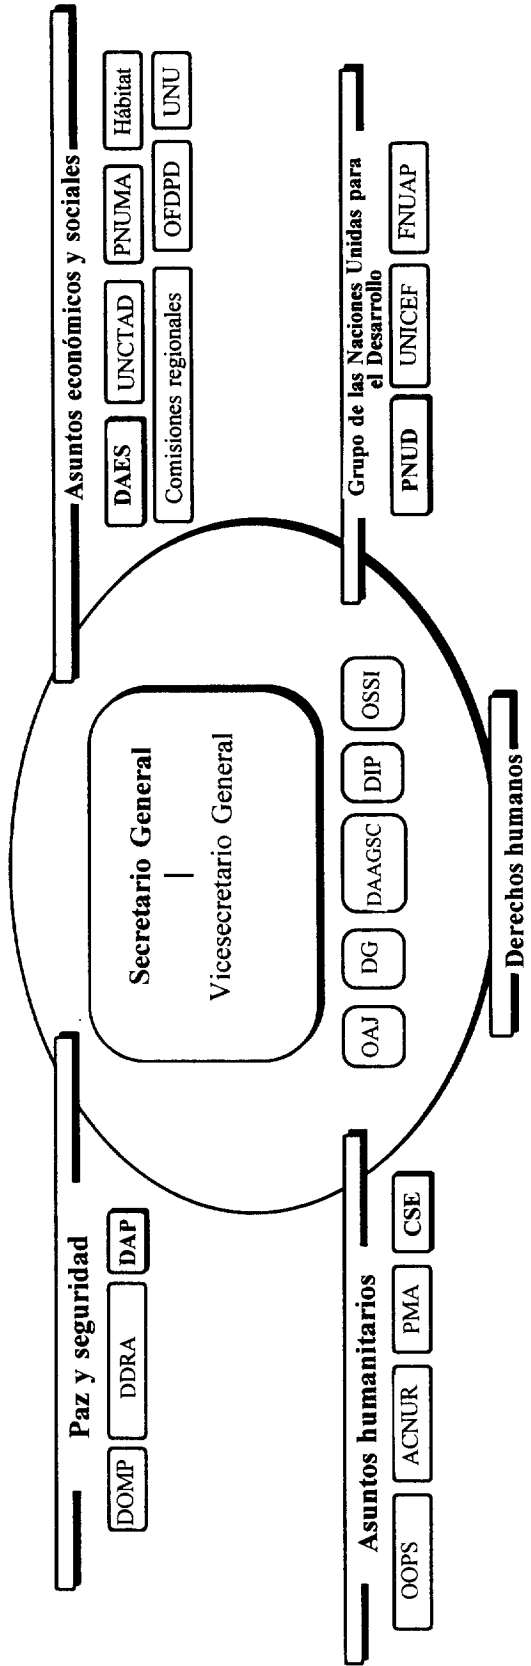 Paz y seguridad
DOMP
DDRA
DAP
Asuntos económicos y sociales
DAES
UNCTAD
PNUMA
Hábitat
Comisiones regionales
OFDPD
UNU
Secretario General
Vicesecretario General
OAJ
DG
DAAGSC
DIP
OSSI
Asuntos humanitarios
OOPS
ACNUR
PMA
CSE
Grupo de las Naciones Unidas para
el Desarrollo
PNUD
UNICEF
FNUAP
Derechos humanos